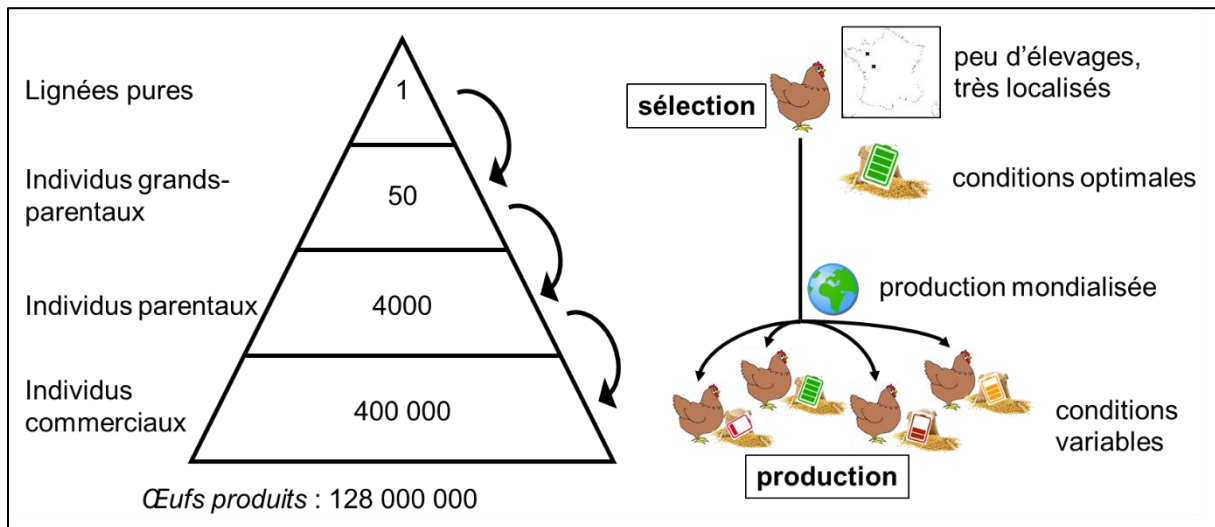 Lignées pures
1
Individus grands-
parentaux
50
Individus parentaux
4000
Individus
commerciaux
400 000
Œufs produits : 128 000 000
sélection
peu d’élevages,
très localisés
conditions optimales
production mondialisée
conditions
variables
production